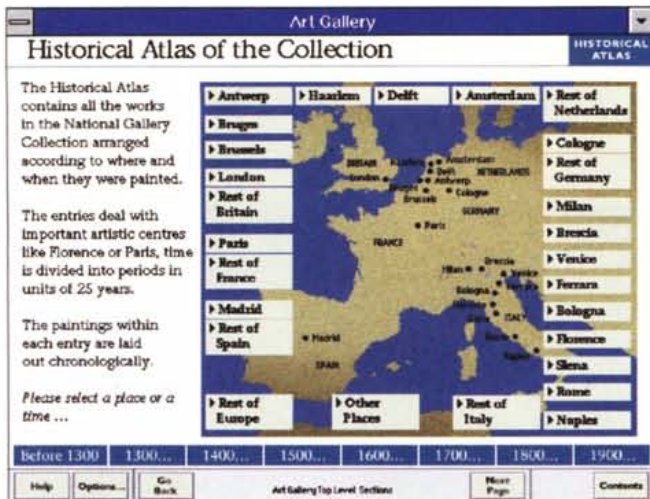 Art Gallery
Historical Atlas of the Collection
HISTORICAL
ATLAS
The Historical Atlas
contains all the works
in the National Gallery
Collection arranged
according to where and
when they were painted.
The entries deal with
important artistic centres
like Florence or Paris, time
is divided into periods in
units of 25 years.
The paintings within
each entry are laid
out chronologically.
Please select a place or a
time ...
Antwerp
Haarlem
Delft
Amsterdam
Rest of
Netherlands
Bruges
Brussels
London
Rest of
Britain
Paris
Rest of
France
Madrid
Rest of
Spain
Rest of
Europe
Other
Places
Rest of
Italy
Cologne
Rest of
Germany
Milan
Brescia
Venice
Ferrara
Bologna
Florence
Siena
Rome
Naples
BRITAIN
London
Amsterdam
Delft
NETHERLANDS
Antwerp
Bruges
Brussels
Cologne
GERMANY
Paris
FRANCE
Milan
Brescia
Venice
Bologna
ITALY
Madrid
SPAIN
Before 1300 1300... 1400... 1500... 1600... 1700... 1800... 1900...
Help
Options...
Go
Back
Art Gallery Top Level Sections
Next
Page
Contents